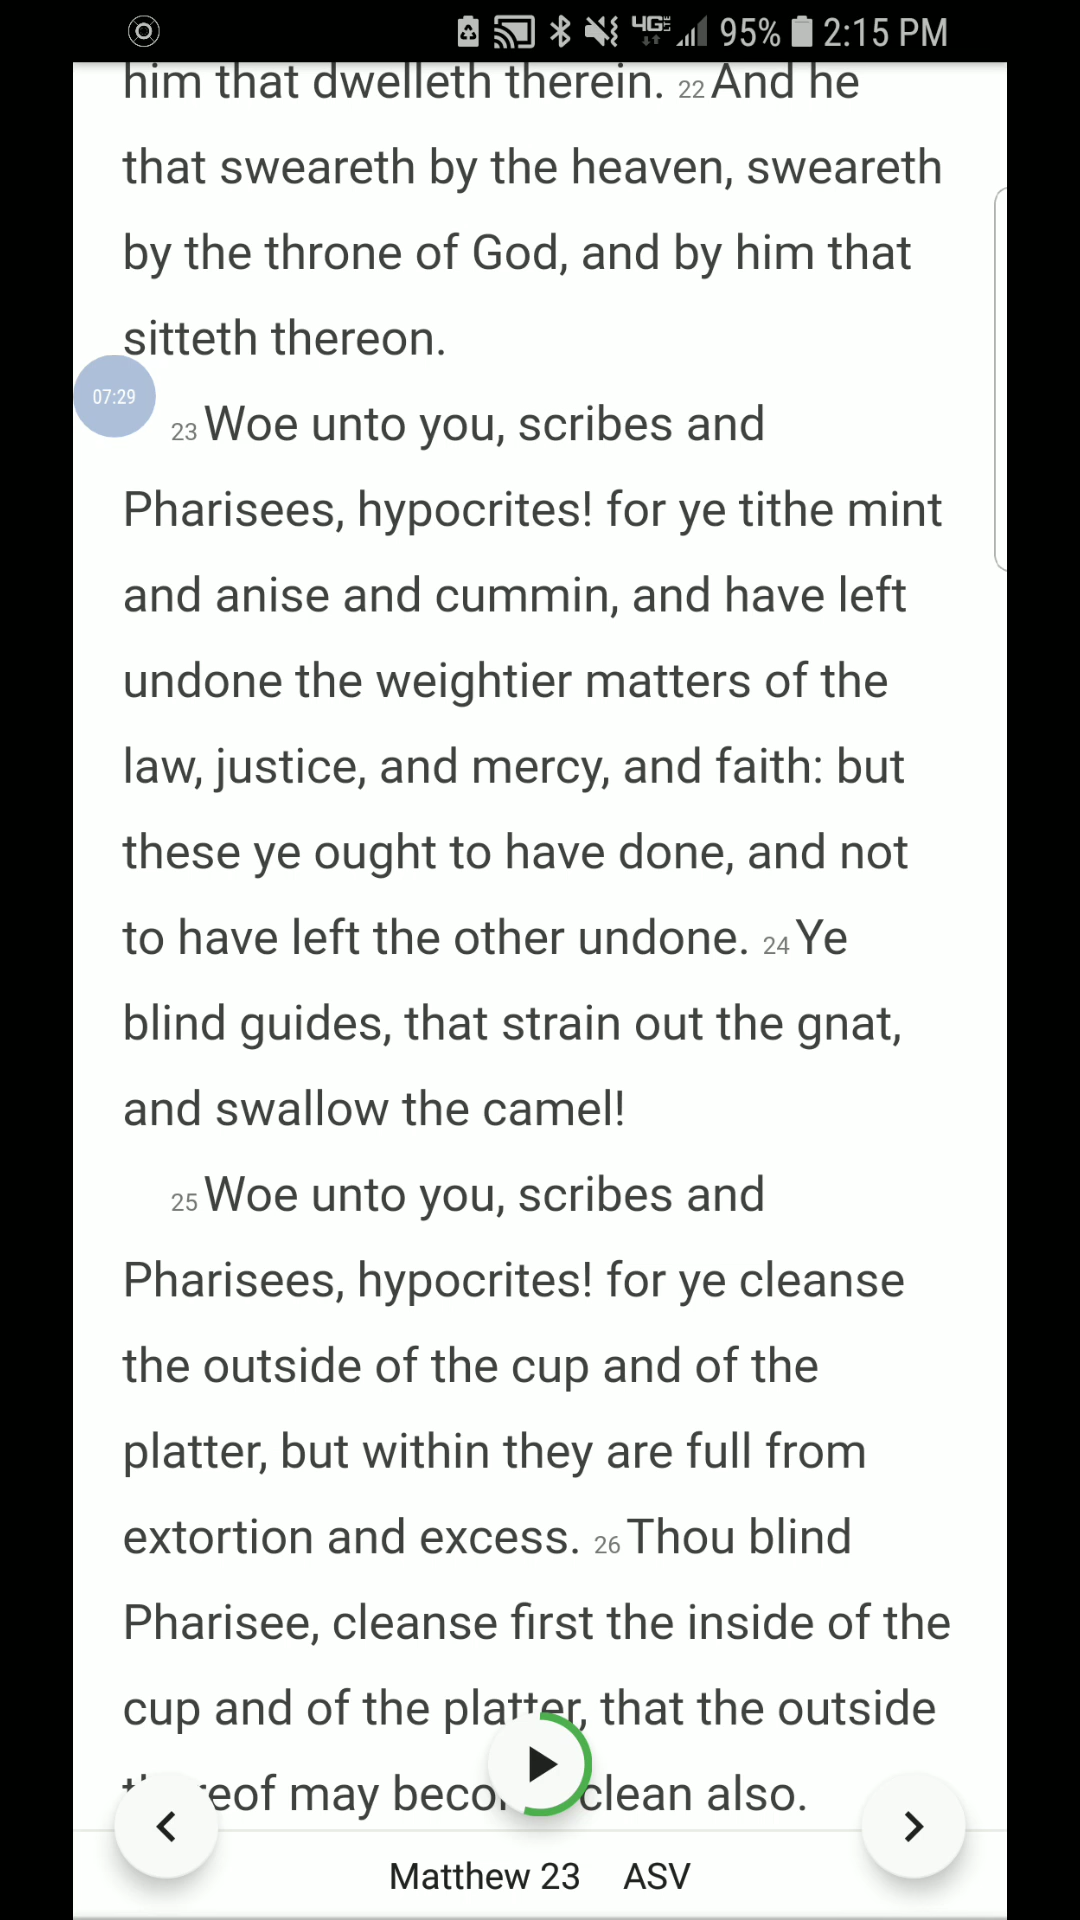 4G LTE 95% 2:15 PM
him that dwelleth therein. 22 And he
that sweareth by the heaven, sweareth
by the throne of God, and by him that
sitteth thereon.
07:29
23 Woe unto you, scribes and
Pharisees, hypocrites! for ye tithe mint
and anise and cummin, and have left
undone the weightier matters of the
law, justice, and mercy, and faith: but
these ye ought to have done, and not
to have left the other undone. 24 Ye
blind guides, that strain out the gnat,
and swallow the camel!
25 Woe unto you, scribes and
Pharisees, hypocrites! for ye cleanse
the outside of the cup and of the
platter, but within they are full from
extortion and excess. 26 Thou blind
Pharisee, cleanse first the inside of the
cup and of the platter, that the outside
may clean also.
Matthew 23 ASV